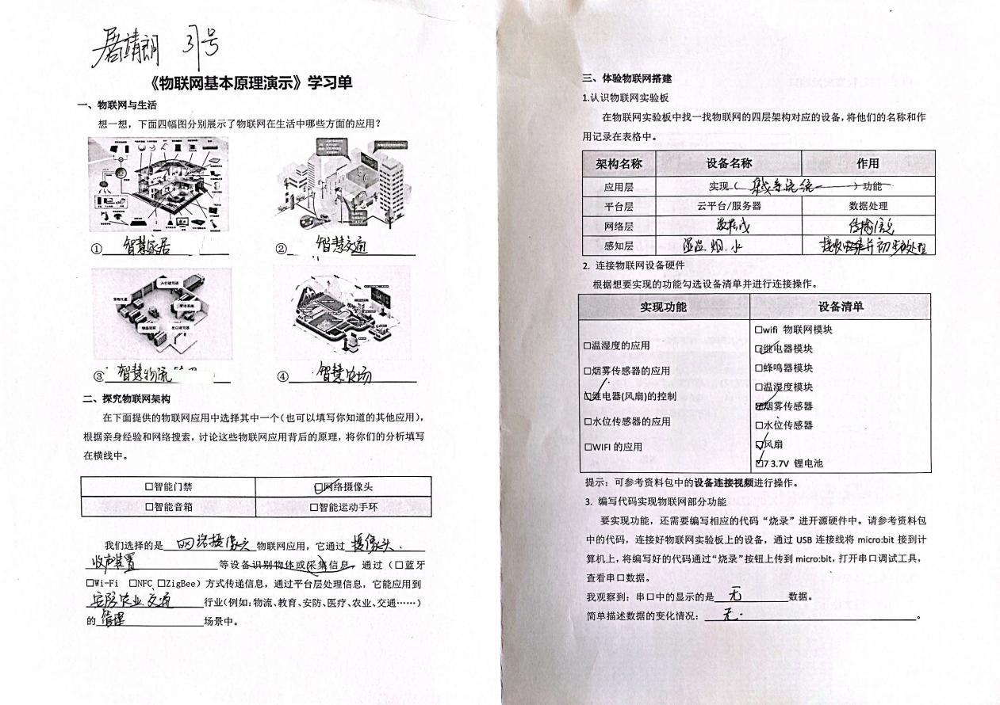 31号
《物联网基本原理演示》学习单
一、物联网与生活
想一想，下面四幅图分别展示了物联网在生活中哪些方面的应用？
① 智慧家居
② 智慧交通
入口读写器
管理系统
出口读写器
③ 智慧物流
④ 智慧农场
二、探究物联网架构
在下面提供的物联网应用中选择其中一个（也可以填写你知道的其他应用），
根据亲身经验和网络搜索，讨论这些物联网应用背后的原理，将你们的分析填写
在横线中。
□智能门禁 □网络摄像头
□智能音箱 □智能运动手环
我们选择的是 网络摄像头 物联网应用，它通过 摄像头、
收声装置 等设备识别物体或采集信息，通过（□蓝牙
□Wi-Fi □NFC □ZigBee）方式传递信息，通过平台层处理信息，它能应用到
安防农业、交通 行业（例如：物流、教育、安防、医疗、农业、交通……）
的 管理 场景中。
三、体验物联网搭建
1.认识物联网实验板
在物联网实验板中找一找物联网的四层架构对应的设备，将他们的名称和作
用记录在表格中。
架构名称 设备名称 作用
应用层 实现（ ）功能
平台层 云平台/服务器 数据处理
网络层 传输信息
感知层
2. 连接物联网设备硬件
根据想要实现的功能勾选设备清单并进行连接操作。
实现功能 设备清单
□温湿度的应用
□烟雾传感器的应用
□继电器(风扇)的控制
□水位传感器的应用
□WIFI 的应用
□wifi 物联网模块
□继电器模块
□蜂鸣器模块
□温湿度模块
□烟雾传感器
□水位传感器
□风扇
□7 3.7V 锂电池
提示：可参考资料包中的设备连接视频进行操作。
3. 编写代码实现物联网部分功能
要实现功能，还需要编写相应的代码“烧录”进开源硬件中。请参考资料包
中的代码，连接好物联网实验板上的设备，通过 USB 连接线将 micro:bit 接到计
算机上，将编写好的代码通过“烧录”按钮上传到 micro:bit，打开串口调试工具，
查看串口数据。
我观察到：串口中的显示的是 无 数据。
简单描述数据的变化情况： 无. 。